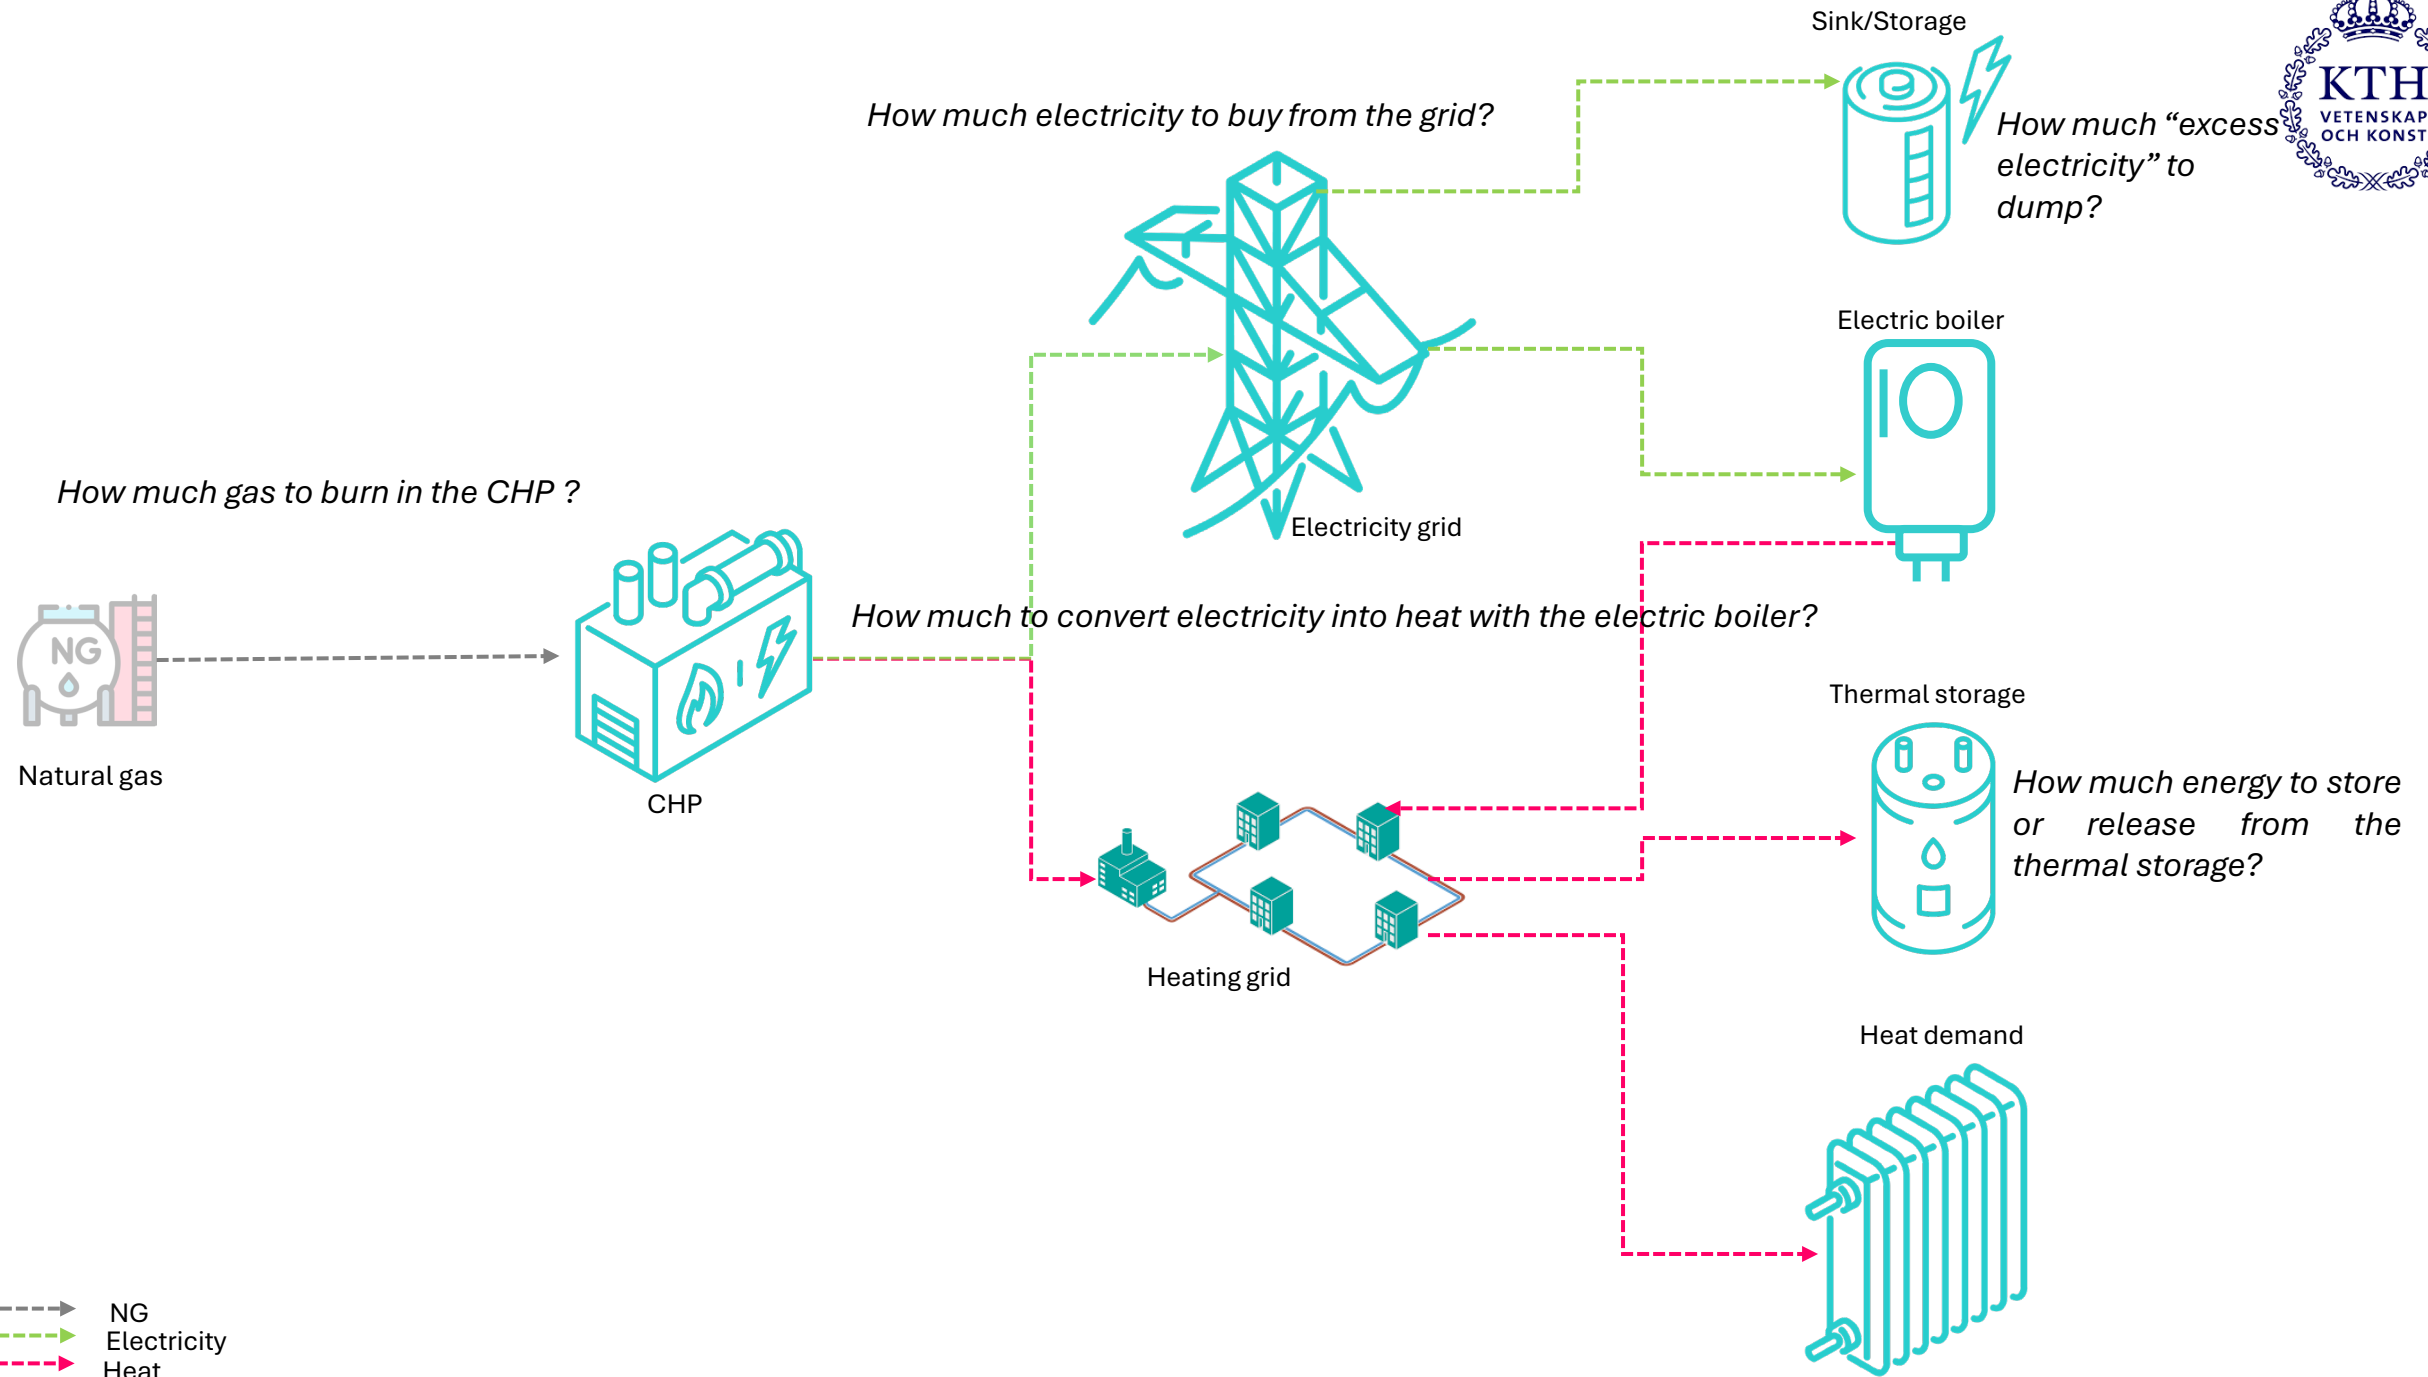 Sink/Storage
KTH
VETENSKAP
OCH KONST
How much electricity to buy from the grid?
How much “excess
electricity” to
dump?
Electric boiler
How much gas to burn in the CHP ?
Electricity grid
How much to convert electricity into heat with the electric boiler?
NG
Thermal storage
Natural gas
CHP
How much energy to store
or release from the
thermal storage?
Heating grid
Heat demand
NG
Electricity
Heat